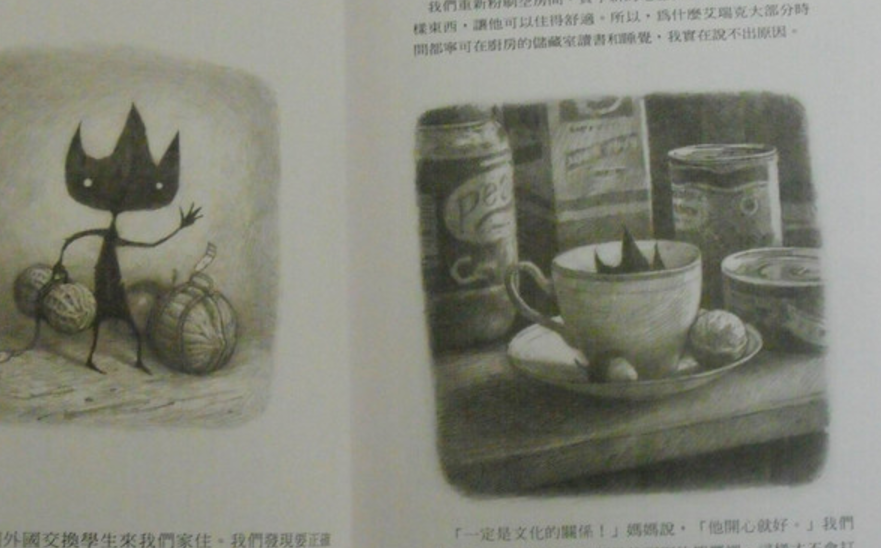 外國交換學生來我們家住。我們發現要正確
我們重新粉刷空房間，
樣東西，讓他可以住得舒適。所以，爲什麼艾瑞克大部分時
間都寧可在廚房的儲藏室讀書和睡覺，我實在說不出原因。
「一定是文化的關係！」媽媽說，「他開心就好。」我們